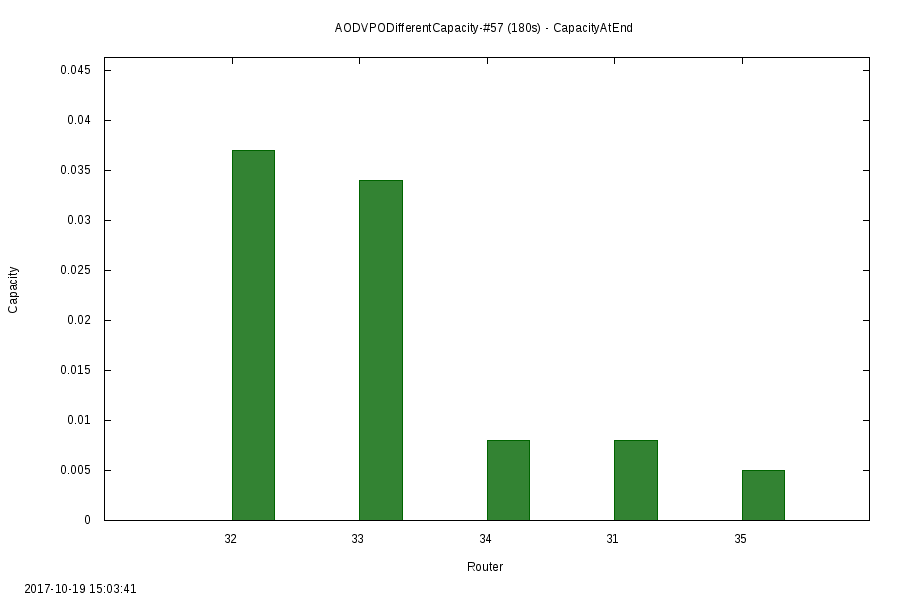 AODVPODifferentCapacity-#57 (180s) - CapacityAtEnd
0.045
0.04
0.035
0.03
0.025
0.02
0.015
0.01
0.005
0
Capacity
32 33 34 31 35
Router
2017-10-19 15:03:41